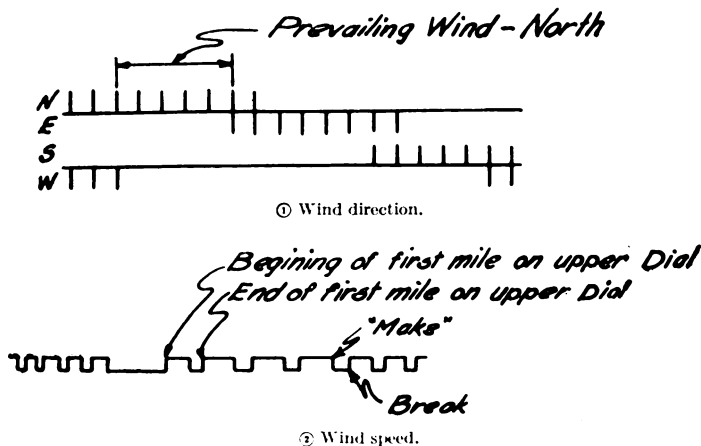 Prevailing Wind - North
N
E
S
W
① Wind direction.
Begining of first mile on upper Dial
End of first mile on upper Dial
"Make"
Break
② Wind speed.